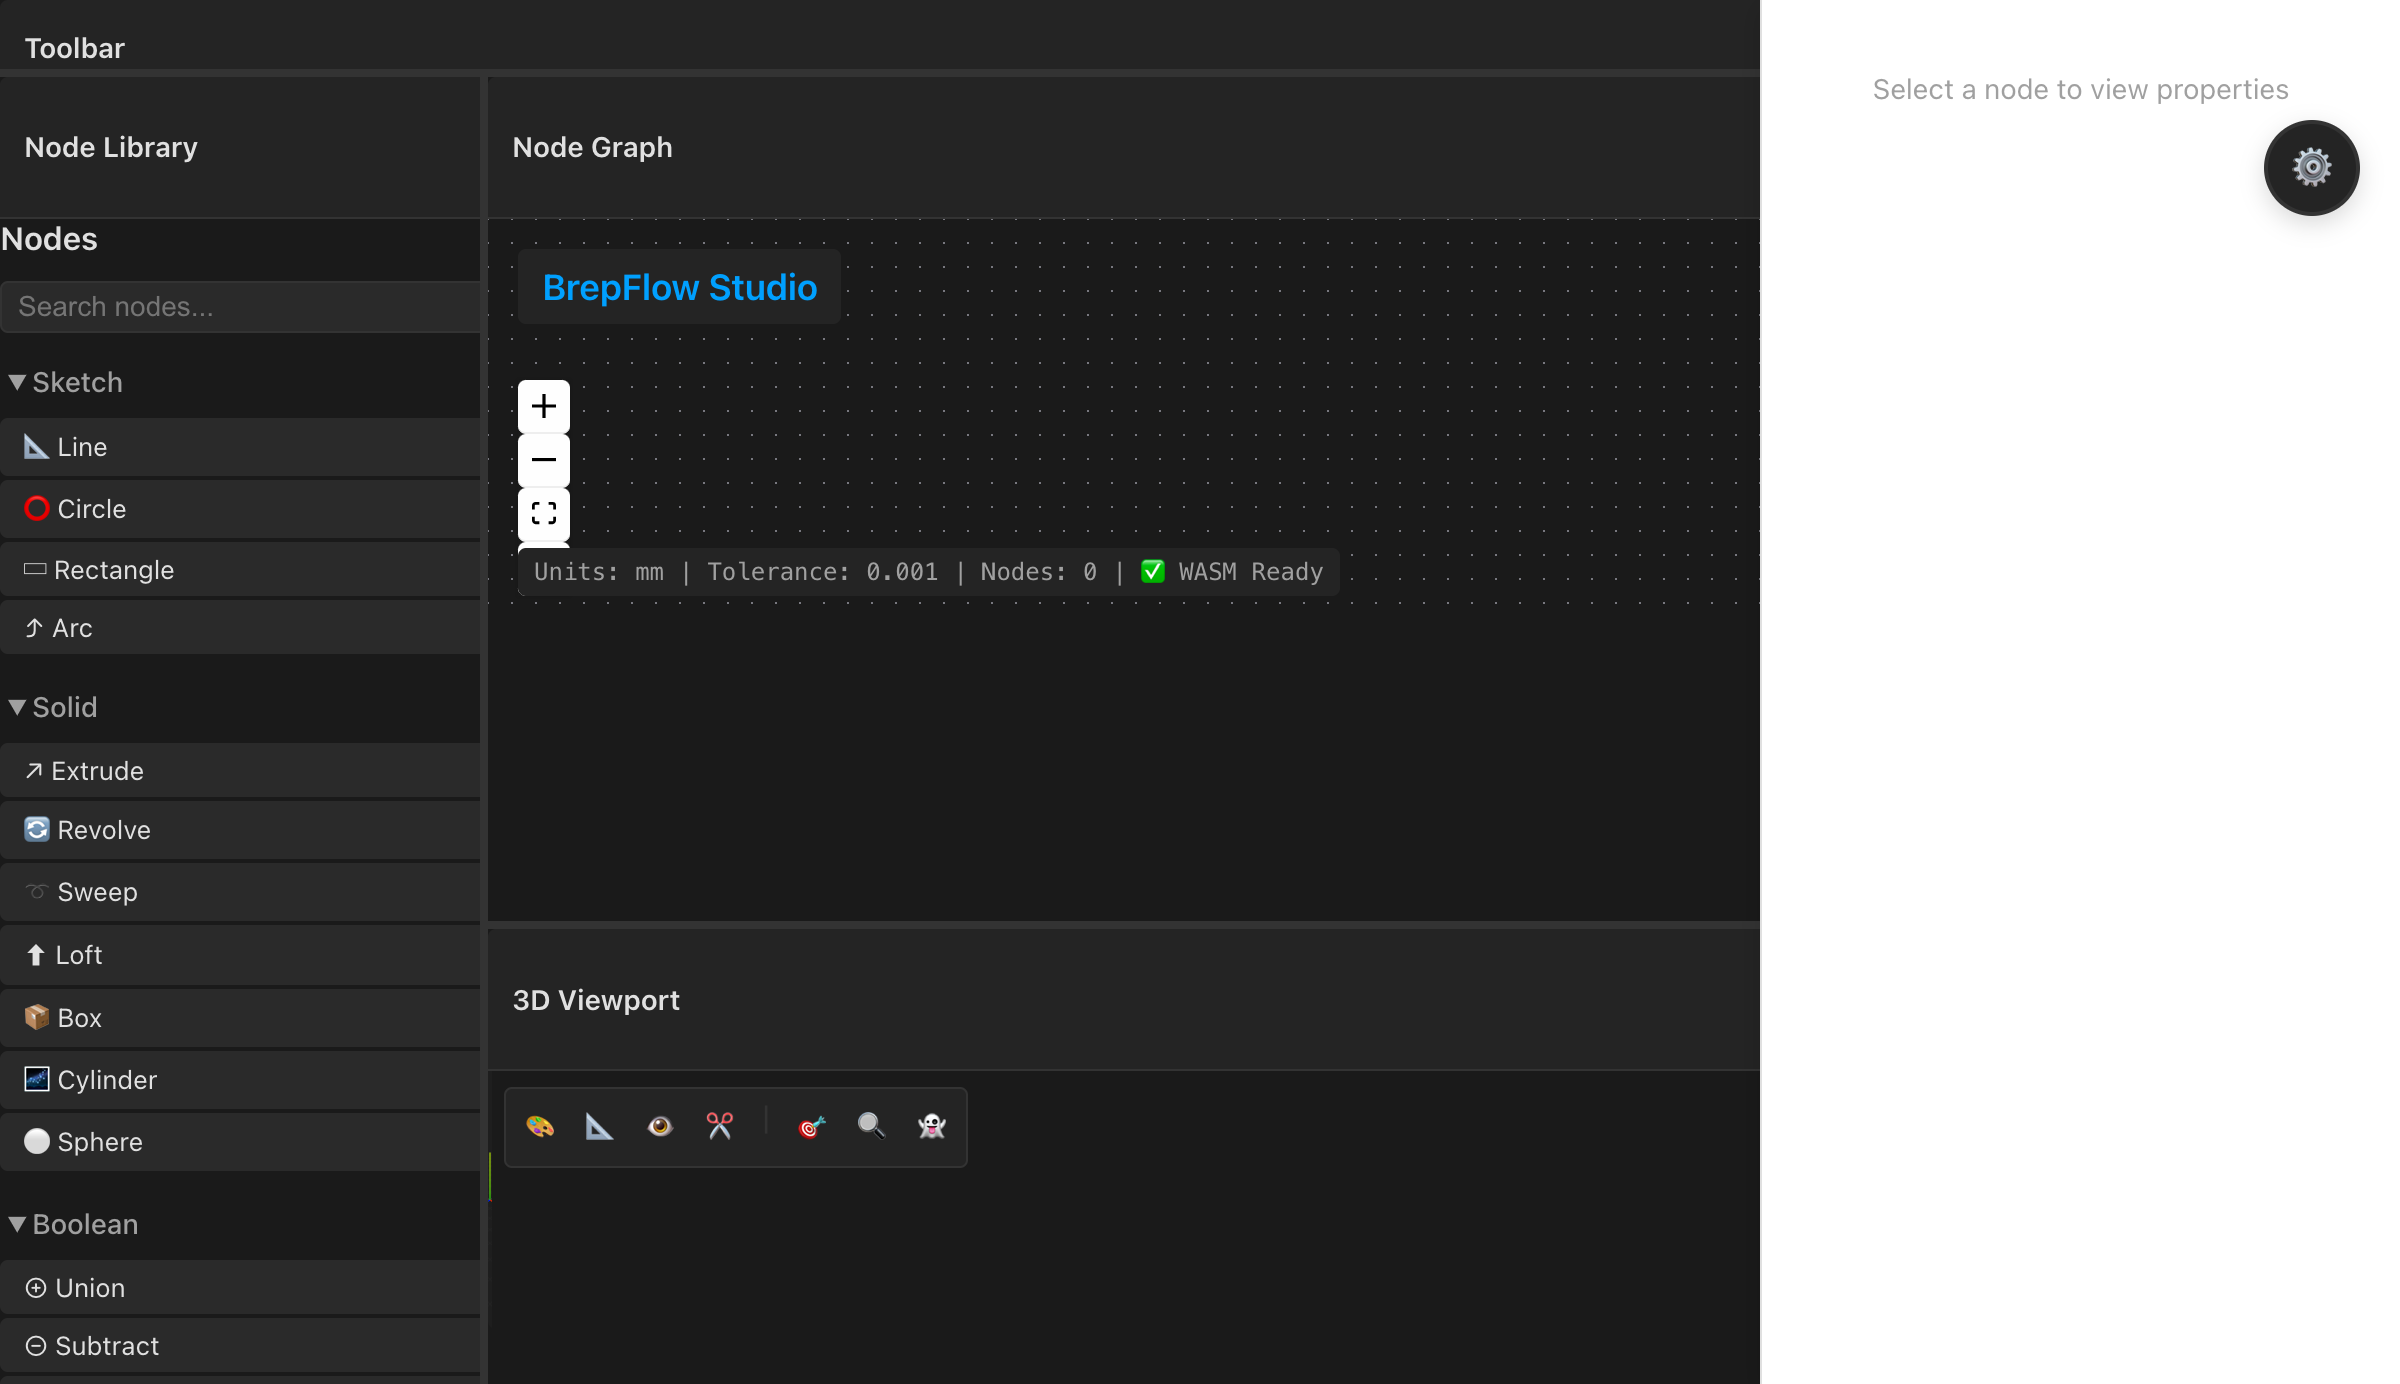 Toolbar
Node Library
Nodes
Search nodes...
▼ Sketch
📐 Line
⭕ Circle
▭ Rectangle
⤴ Arc
▼ Solid
↗ Extrude
🔄 Revolve
➰ Sweep
⬆ Loft
📦 Box
🌌 Cylinder
⚪ Sphere
▼ Boolean
⊕ Union
⊖ Subtract
Node Graph
BrepFlow Studio
Units: mm | Tolerance: 0.001 | Nodes: 0 | ✅ WASM Ready
3D Viewport
Select a node to view properties